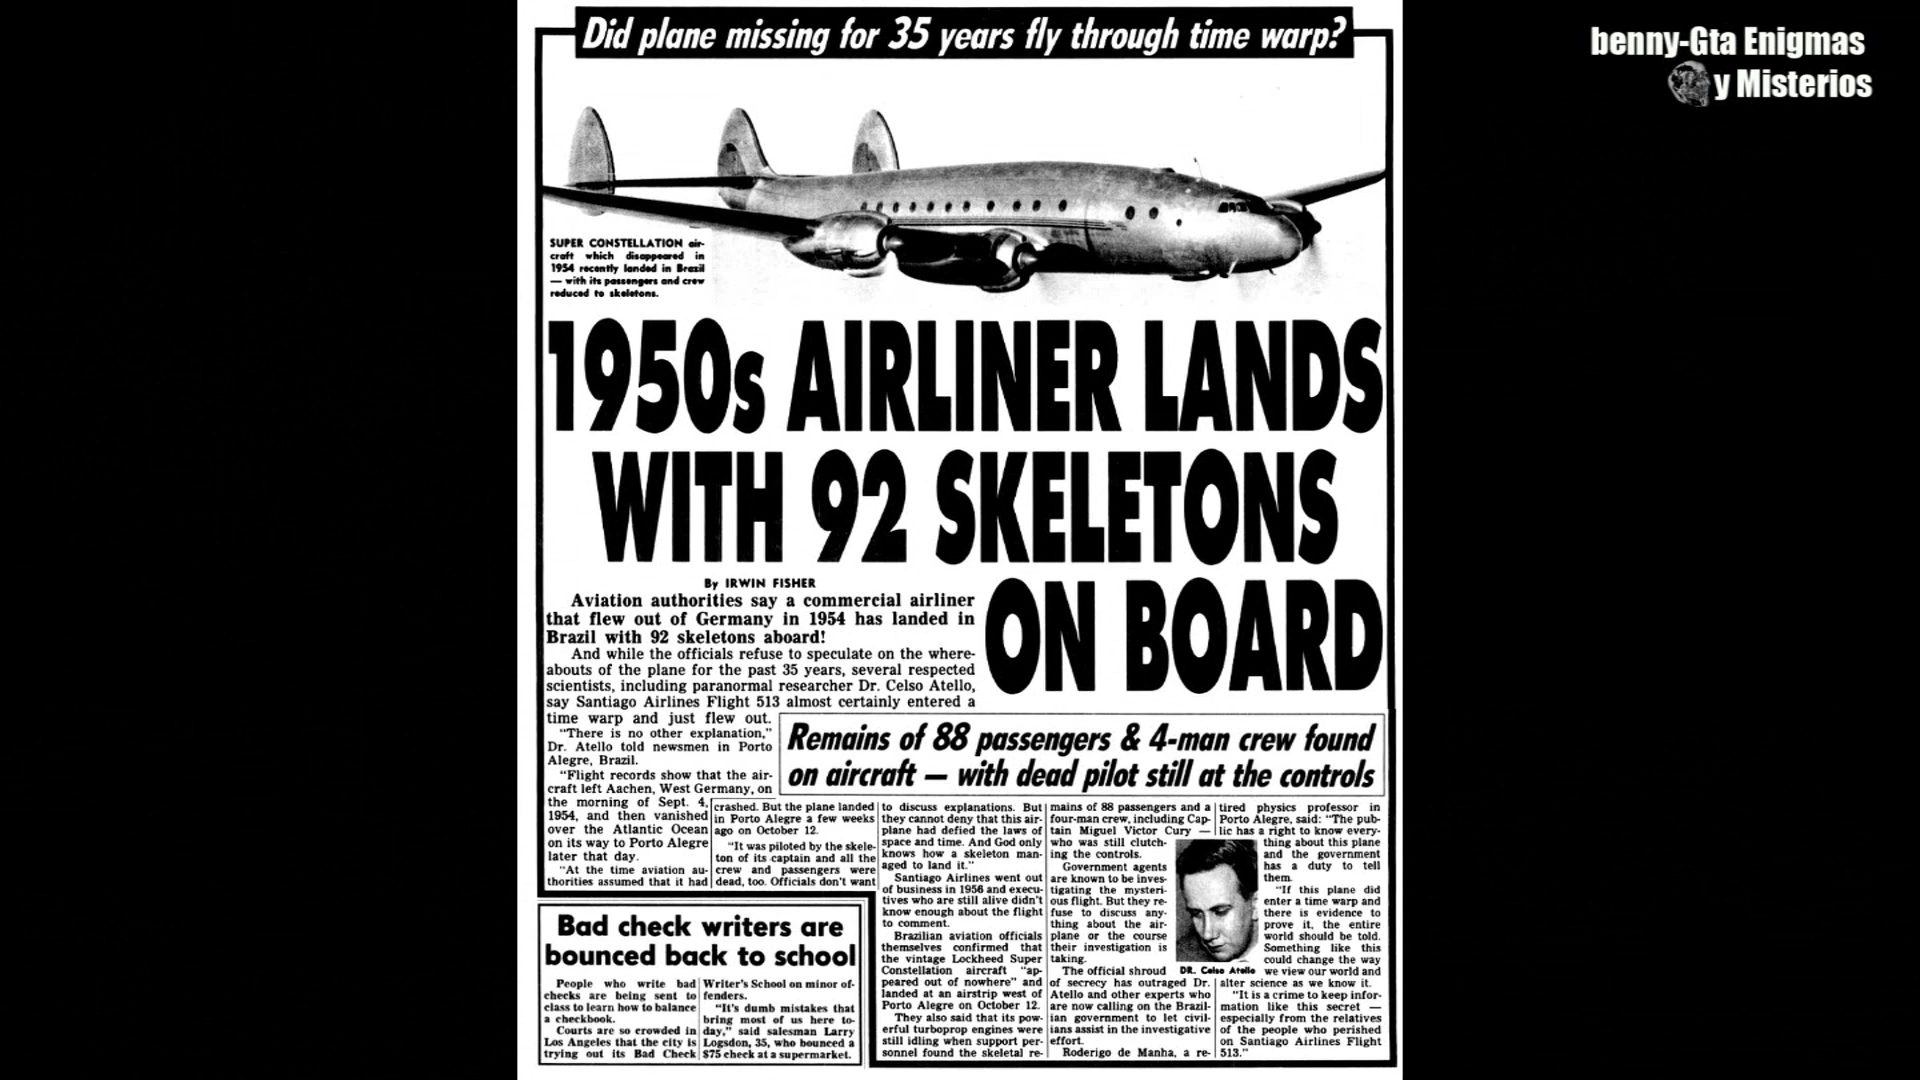 Did plane missing for 35 years fly through time warp?
benny-Gta Enigmas
y Misterios
SUPER CONSTELLATION air-
craft which disappeared in
1954 recently landed in Brazil
— with its passengers and crew
reduced to skeletons.
1950s AIRLINER LANDS
WITH 92 SKELETONS
ON BOARD
By IRWIN FISHER
Aviation authorities say a commercial airliner
that flew out of Germany in 1954 has landed in
Brazil with 92 skeletons aboard!
And while the officials refuse to speculate on the where-
abouts of the plane for the past 35 years, several respected
scientists, including paranormal researcher Dr. Celso Atello,
say Santiago Airlines Flight 513 almost certainly entered a
time warp and just flew out.
"There is no other explanation,"
Dr. Atello told newsmen in Porto
Alegre, Brazil.
"Flight records show that the air-
craft left Aachen, West Germany, on
the morning of Sept. 4,
1954, and then vanished
over the Atlantic Ocean
on its way to Porto Alegre
later that day.
"At the time aviation au-
thorities assumed that it had
Remains of 88 passengers & 4-man crew found
on aircraft — with dead pilot still at the controls
crashed. But the plane landed
in Porto Alegre a few weeks
ago on October 12.
"It was piloted by the skele-
ton of its captain and all the
crew and passengers were
dead, too. Officials don't want
to discuss explanations. But
they cannot deny that this air-
plane had defied the laws of
space and time. And God only
knows how a skeleton man-
aged to land it."
Santiago Airlines went out
of business in 1956 and execu-
tives who are still alive didn't
know enough about the flight
to comment.
Brazilian aviation officials
themselves confirmed that
the vintage Lockheed Super
Constellation aircraft "ap-
peared out of nowhere" and
landed at an airstrip west of
Porto Alegre on October 12.
They also said that its pow-
erful turboprop engines were
still idling when support per-
sonnel found the skeletal re-
mains of 88 passengers and a
four-man crew, including Cap-
tain Miguel Victor Cury —
who was still clutch-
ing the controls.
Government agents
are known to be inves-
tigating the mysteri-
ous flight. But they re-
fuse to discuss any-
thing about the air-
plane or the course
their investigation is
taking.
The official shroud
of secrecy has outraged Dr.
Atello and other experts who
are now calling on the Brazil-
ian government to let civil-
ians assist in the investigative
effort.
Roderigo de Manha, a re-
DR. Celso Atello
tired physics professor in
Porto Alegre, said: "The pub-
lic has a right to know every-
thing about this plane
and the government
has a duty to tell
them.
"If this plane did
enter a time warp and
there is evidence to
prove it, the entire
world should be told.
Something like this
could change the way
we view our world and
alter science as we know it.
"It is a crime to keep infor-
mation like this secret —
especially from the relatives
of the people who perished
on Santiago Airlines Flight
513."
Bad check writers are
bounced back to school
People who write bad
checks are being sent to
class to learn how to balance
a checkbook.
Courts are so crowded in
Los Angeles that the city is
trying out its Bad Check
Writer's School on minor of-
fenders.
"It's dumb mistakes that
bring most of us here to-
day," said salesman Larry
Logsdon, 35, who bounced a
$75 check at a supermarket.